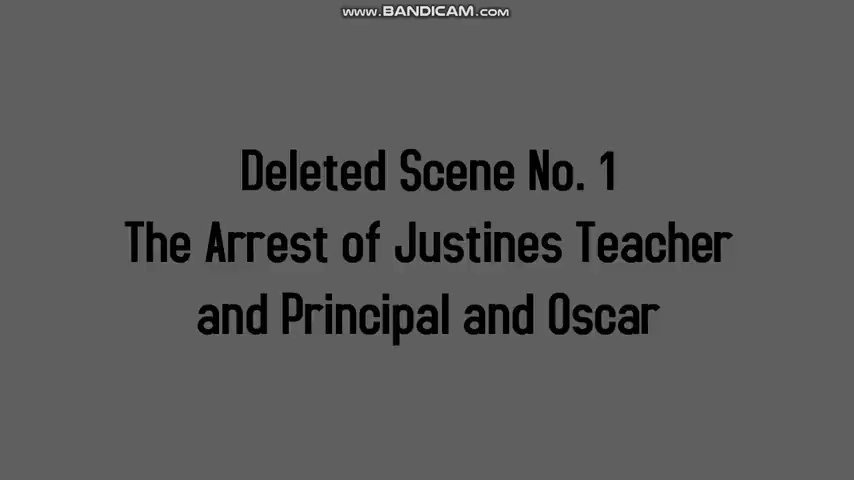 www.BANDICAM.com
Deleted Scene No. 1
The Arrest of Justines Teacher
and Principal and Oscar